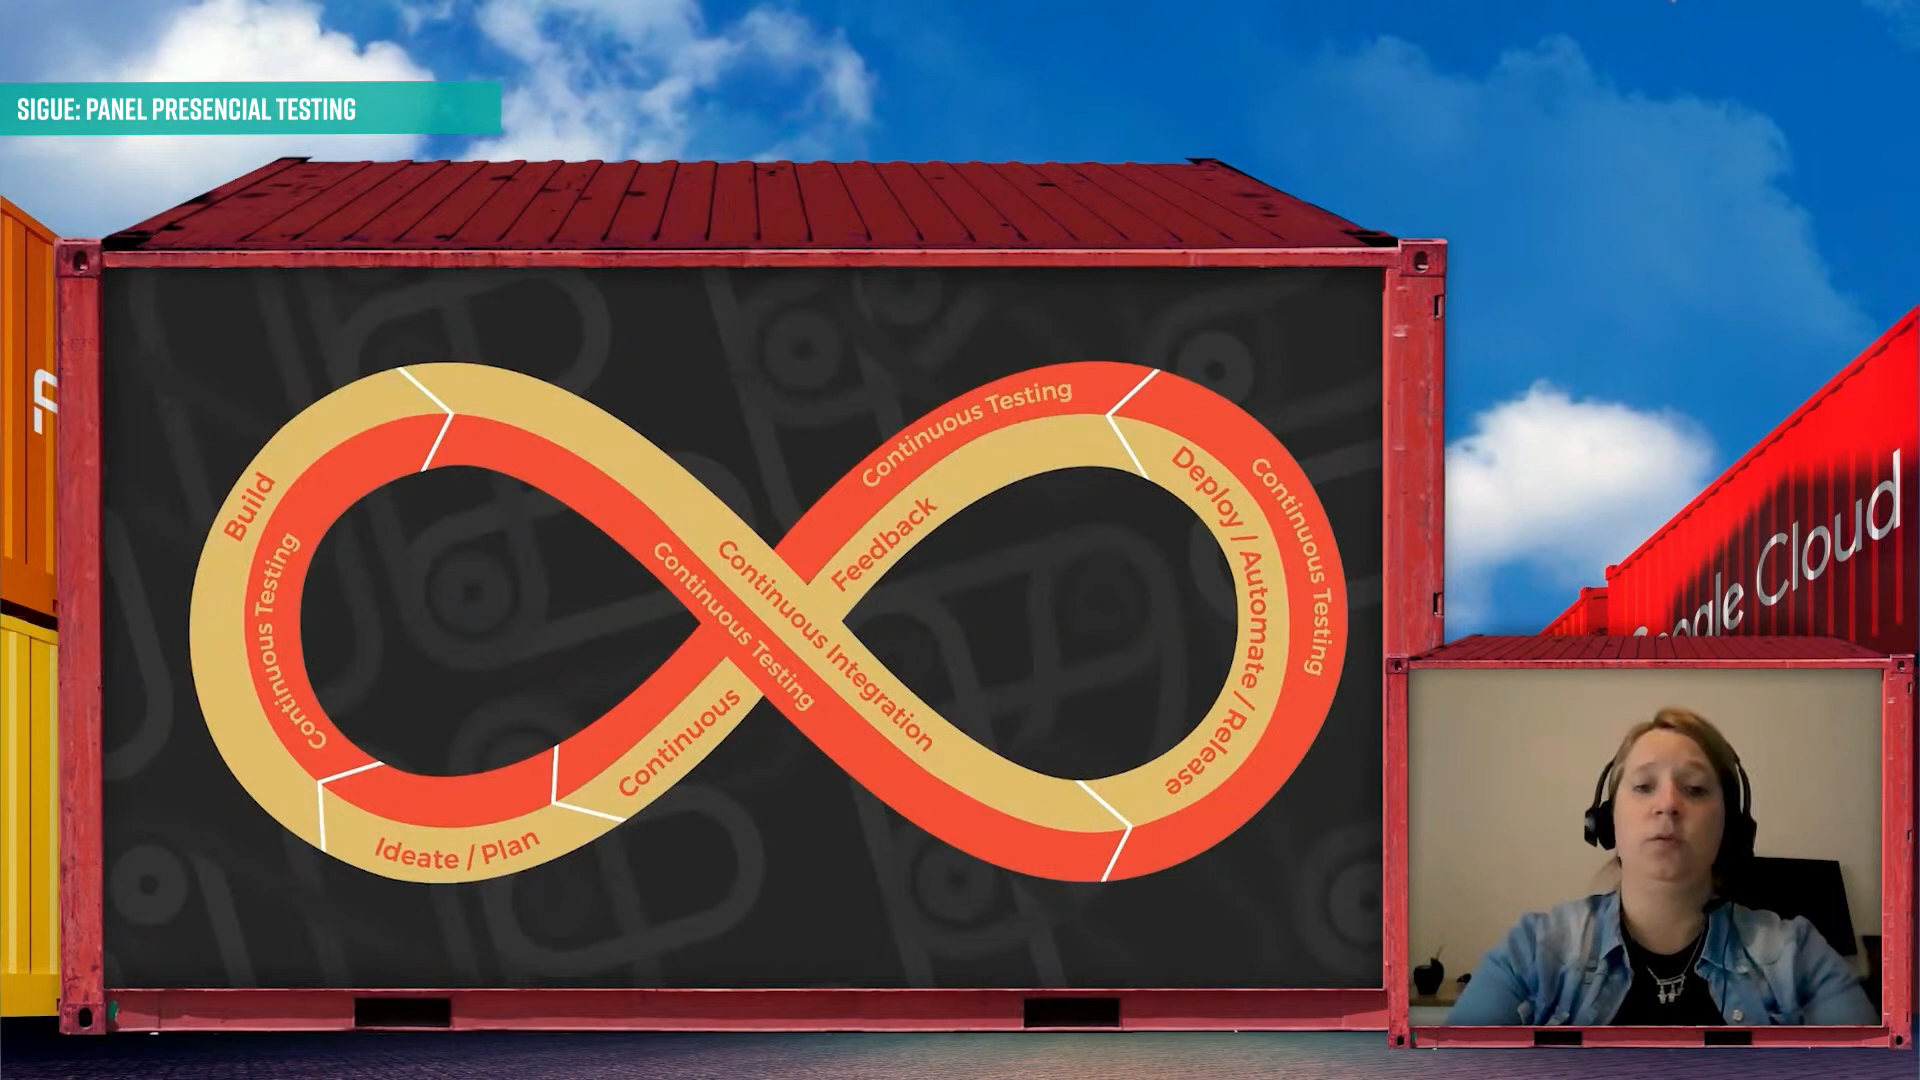 SIGUE: PANEL PRESENCIAL TESTING
Continuous Testing
Feedback
Build
Continuous Testing
Continuous Integration
Continuous Testing
Deploy / Automate / Release
Continuous Testing
Continuous
Ideate / Plan
Cloud